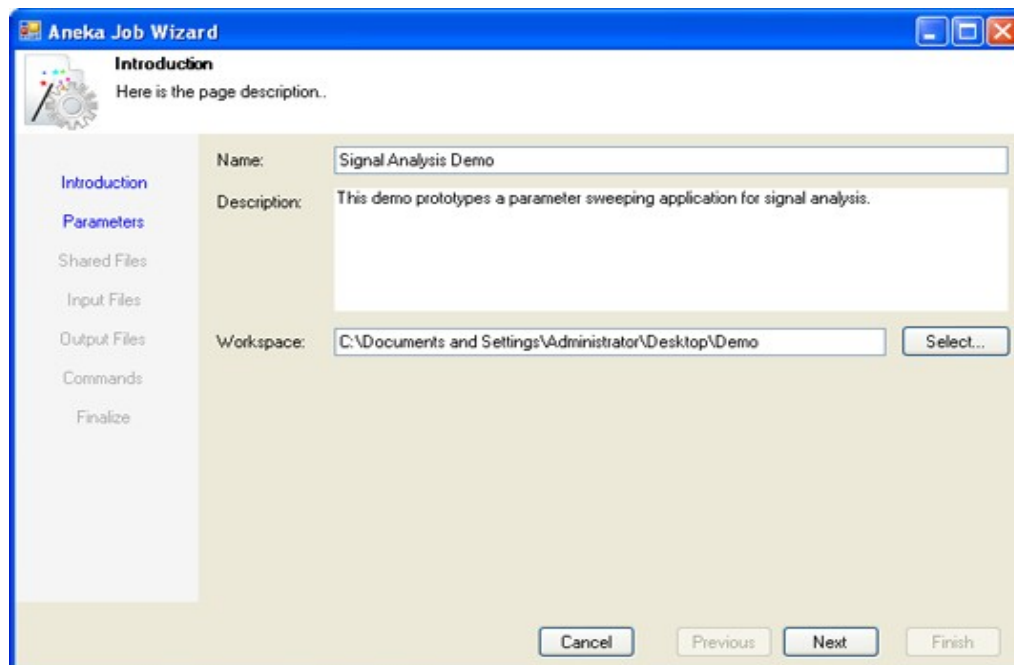 Aneka Job Wizard
Introduction
Here is the page description..
Introduction
Parameters
Shared Files
Input Files
Output Files
Commands
Finalize
Name:
Signal Analysis Demo
Description:
This demo prototypes a parameter sweeping application for signal analysis.
Workspace:
C:\Documents and Settings\Administrator\Desktop\Demo
Select...
Cancel
Previous
Next
Finish